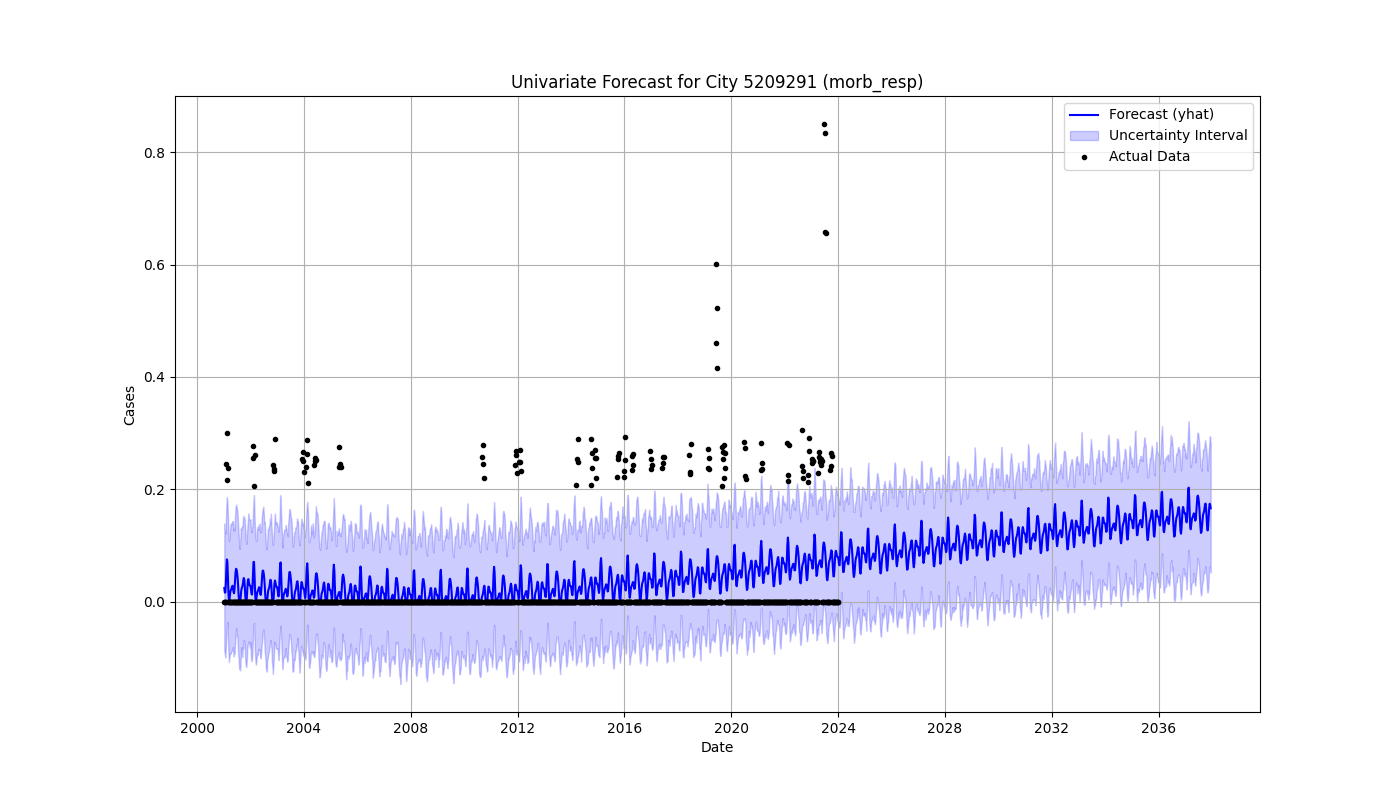 Univariate Forecast for City 5209291 (morb_resp)
Forecast (yhat)
Uncertainty Interval
Actual Data
Cases
0.8
0.6
0.4
0.2
0.0
2000 2004 2008 2012 2016 2020 2024 2028 2032 2036
Date